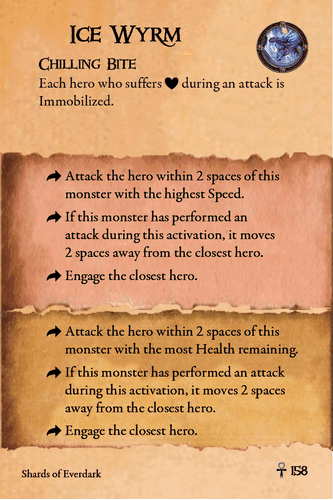 Ice Wyrm
Chilling Bite
Each hero who suffers ♥ during an attack is
Immobilized.
Attack the hero within 2 spaces of this
monster with the highest Speed.
If this monster has performed an
attack during this activation, it moves
2 spaces away from the closest hero.
Engage the closest hero.
Attack the hero within 2 spaces of this
monster with the most Health remaining.
If this monster has performed an attack
during this activation, it moves 2 spaces
away from the closest hero.
Engage the closest hero.
Shards of Everdark
158